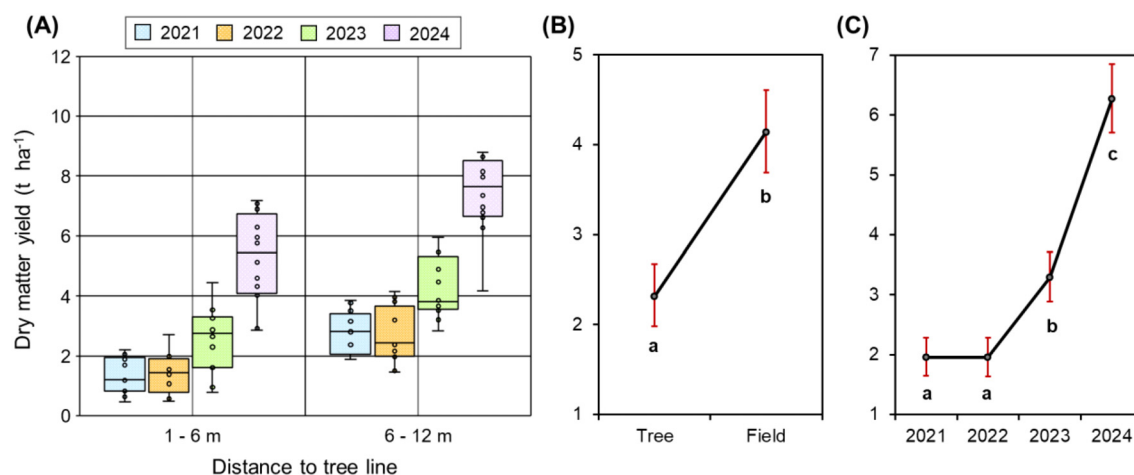 (A)
2021 2022 2023 2024
Dry matter yield (t ha⁻¹)
12
10
8
6
4
2
0
1 - 6 m 6 - 12 m
Distance to tree line
(B)
5
4
3
2
1
a
b
Tree Field
(C)
7
6
5
4
3
2
1
a a b c
2021 2022 2023 2024